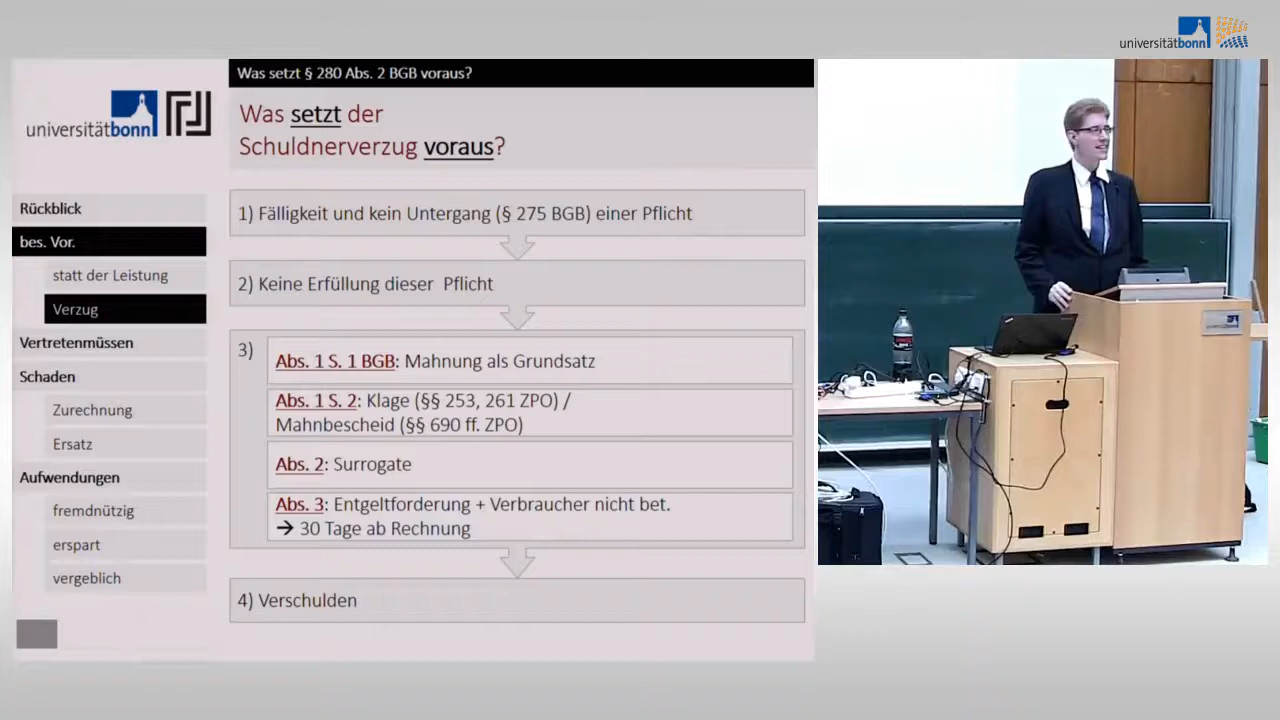 universitätbonn
Was setzt § 280 Abs. 2 BGB voraus?
universitätbonn
Was setzt der
Schuldnerverzug voraus?
Rückblick
bes. Vor.
statt der Leistung
Verzug
Vertretenmüssen
Schaden
Zurechnung
Ersatz
Aufwendungen
fremdnützig
erspart
vergeblich
1) Fälligkeit und kein Untergang (§ 275 BGB) einer Pflicht
2) Keine Erfüllung dieser Pflicht
3)
Abs. 1 S. 1 BGB: Mahnung als Grundsatz
Abs. 1 S. 2: Klage (§§ 253, 261 ZPO) /
Mahnbescheid (§§ 690 ff. ZPO)
Abs. 2: Surrogate
Abs. 3: Entgeltforderung + Verbraucher nicht bet.
→ 30 Tage ab Rechnung
4) Verschulden